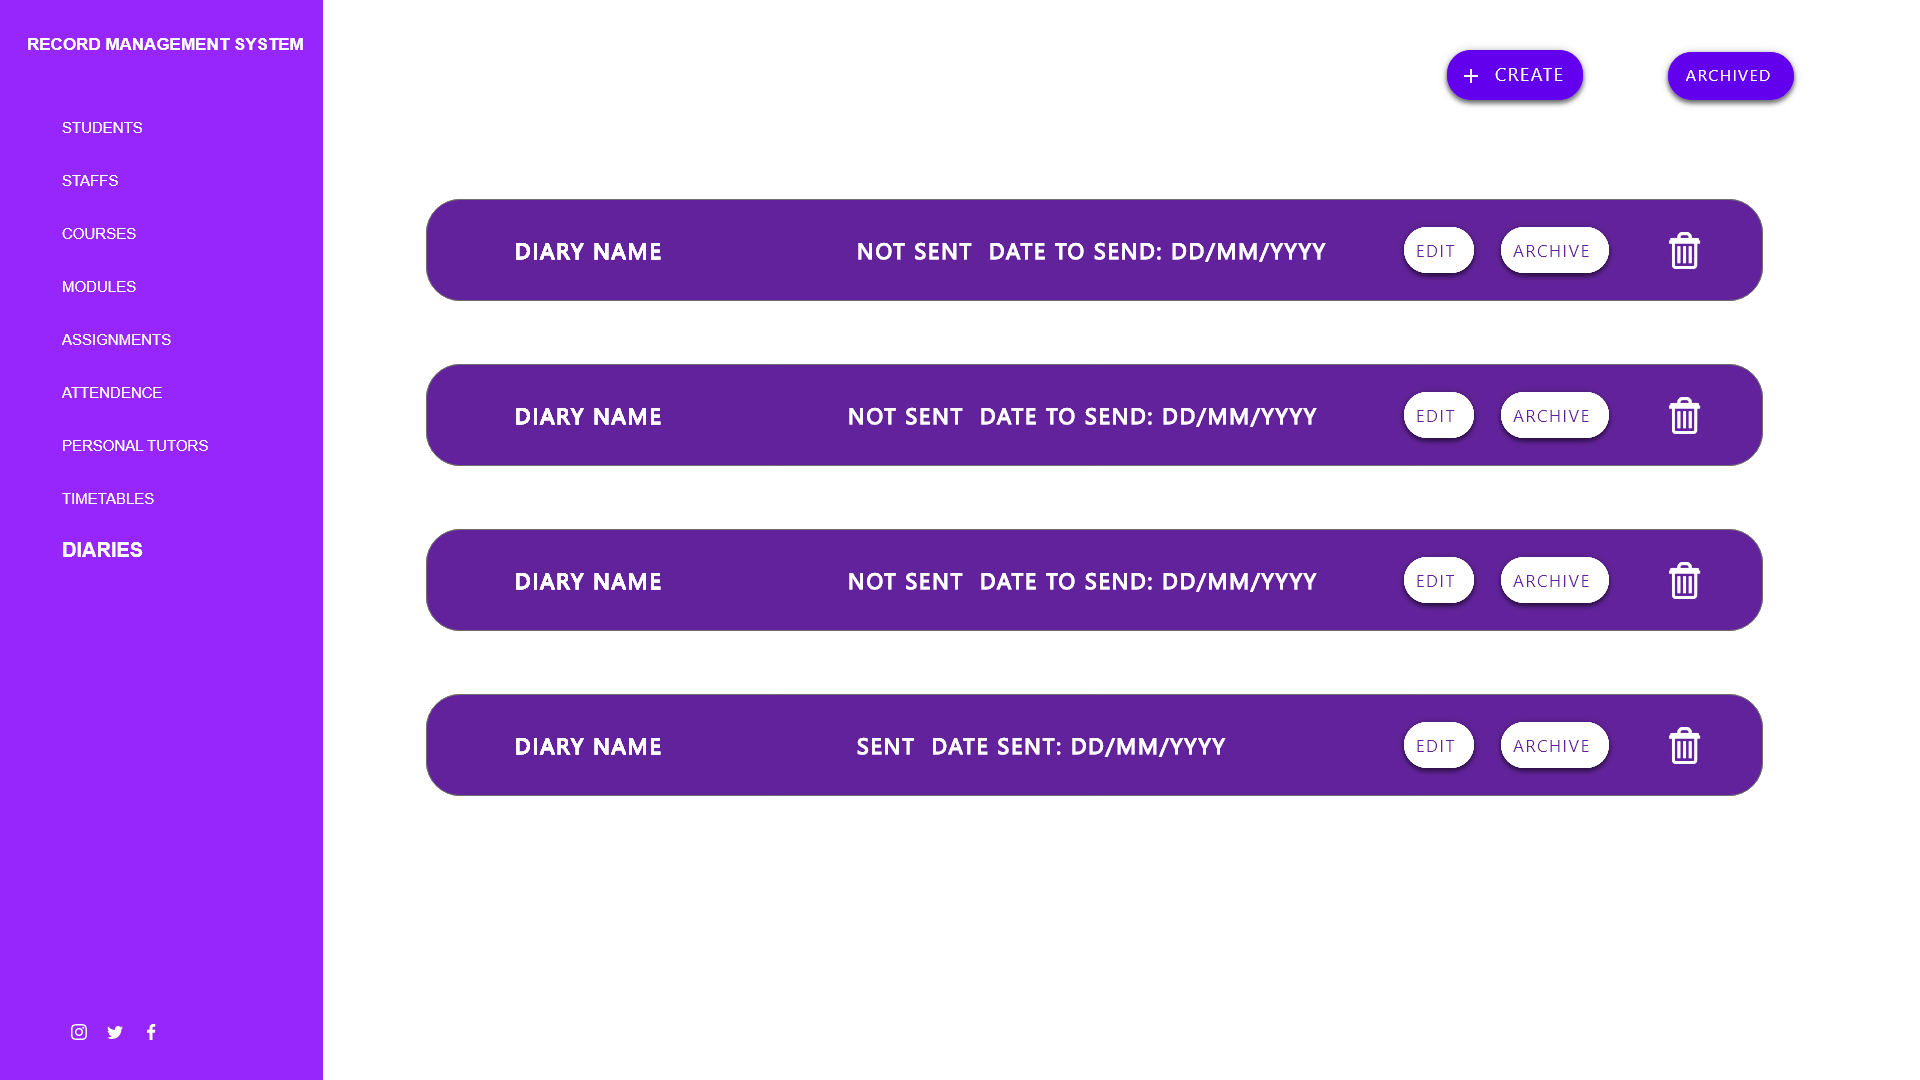 RECORD MANAGEMENT SYSTEM
STUDENTS
STAFFS
COURSES
MODULES
ASSIGNMENTS
ATTENDENCE
PERSONAL TUTORS
TIMETABLES
DIARIES
+ CREATE
ARCHIVED
DIARY NAME NOT SENT DATE TO SEND: DD/MM/YYYY EDIT ARCHIVE
DIARY NAME NOT SENT DATE TO SEND: DD/MM/YYYY EDIT ARCHIVE
DIARY NAME NOT SENT DATE TO SEND: DD/MM/YYYY EDIT ARCHIVE
DIARY NAME SENT DATE SENT: DD/MM/YYYY EDIT ARCHIVE